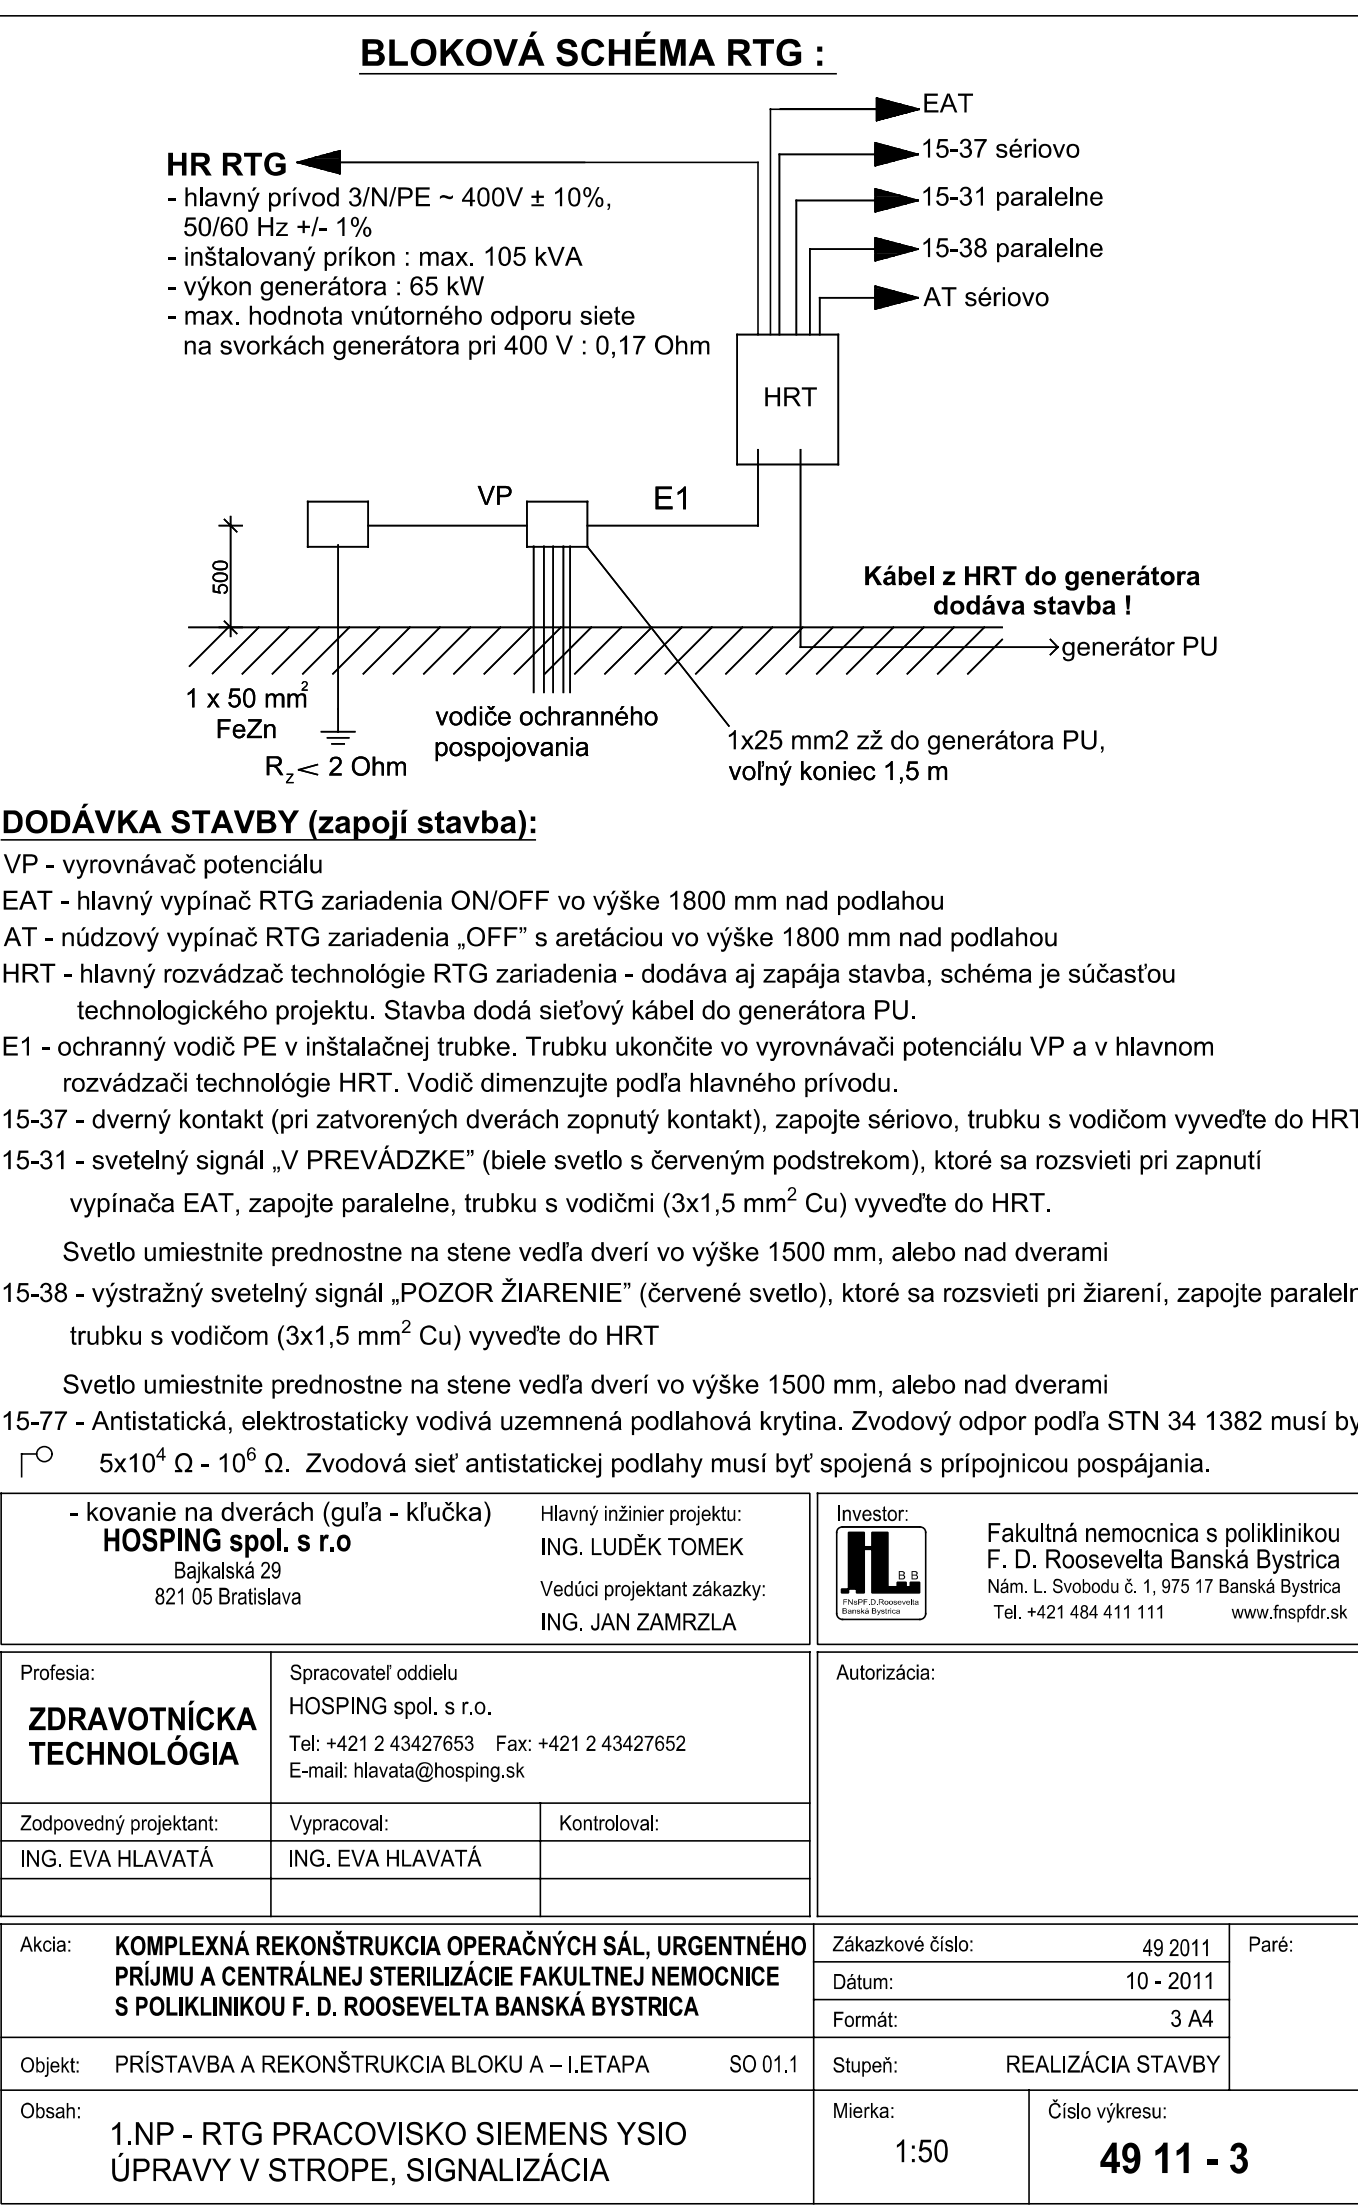 BLOKOVÁ SCHÉMA RTG :
EAT
15-37 sériovo
15-31 paralelne
15-38 paralelne
AT sériovo
HR RTG
- hlavný prívod 3/N/PE ~ 400V ± 10%,
50/60 Hz +/- 1%
- inštalovaný príkon : max. 105 kVA
- výkon generátora : 65 kW
- max. hodnota vnútorného odporu siete
na svorkách generátora pri 400 V : 0,17 Ohm
HRT
VP
E1
500
Kábel z HRT do generátora
dodáva stavba !
generátor PU
1 x 50 mm²
FeZn
Rz < 2 Ohm
vodiče ochranného
pospojovania
1x25 mm2 zž do generátora PU,
voľný koniec 1,5 m
DODÁVKA STAVBY (zapojí stavba):
VP - vyrovnávač potenciálu
EAT - hlavný vypínač RTG zariadenia ON/OFF vo výške 1800 mm nad podlahou
AT - núdzový vypínač RTG zariadenia „OFF” s aretáciou vo výške 1800 mm nad podlahou
HRT - hlavný rozvádzač technológie RTG zariadenia - dodáva aj zapája stavba, schéma je súčasťou
technologického projektu. Stavba dodá sieťový kábel do generátora PU.
E1 - ochranný vodič PE v inštalačnej trubke. Trubku ukončite vo vyrovnávači potenciálu VP a v hlavnom
rozvádzači technológie HRT. Vodič dimenzujte podľa hlavného prívodu.
15-37 - dverný kontakt (pri zatvorených dverách zopnutý kontakt), zapojte sériovo, trubku s vodičom vyveďte do HRT
15-31 - svetelný signál „V PREVÁDZKE” (biele svetlo s červeným podstrekom), ktoré sa rozsvieti pri zapnutí
vypínača EAT, zapojte paralelne, trubku s vodičmi (3x1,5 mm² Cu) vyveďte do HRT.
Svetlo umiestnite prednostne na stene vedľa dverí vo výške 1500 mm, alebo nad dverami
15-38 - výstražný svetelný signál „POZOR ŽIARENIE” (červené svetlo), ktoré sa rozsvieti pri žiarení, zapojte paraleln
trubku s vodičom (3x1,5 mm² Cu) vyveďte do HRT
Svetlo umiestnite prednostne na stene vedľa dverí vo výške 1500 mm, alebo nad dverami
15-77 - Antistatická, elektrostaticky vodivá uzemnená podlahová krytina. Zvodový odpor podľa STN 34 1382 musí by
5x10⁴ Ω - 10⁶ Ω. Zvodová sieť antistatickej podlahy musí byť spojená s prípojnicou pospájania.
- kovanie na dverách (guľa - kľučka)
HOSPING spol. s r.o
Bajkalská 29
821 05 Bratislava
Hlavný inžinier projektu:
ING. LUDĚK TOMEK
Vedúci projektant zákazky:
ING. JAN ZAMRZLA
Investor:
B B
FNsPF.D.Roosevelta
Banská Bystrica
Fakultná nemocnica s poliklinikou
F. D. Roosevelta Banská Bystrica
Nám. L. Svobodu č. 1, 975 17 Banská Bystrica
Tel. +421 484 411 111 www.fnspfdr.sk
Profesia:
ZDRAVOTNÍCKA
TECHNOLÓGIA
Spracovateľ oddielu
HOSPING spol. s r.o.
Tel: +421 2 43427653 Fax: +421 2 43427652
E-mail: hlavata@hosping.sk
Autorizácia:
Zodpovedný projektant: Vypracoval: Kontroloval:
ING. EVA HLAVATÁ ING. EVA HLAVATÁ
Akcia: KOMPLEXNÁ REKONŠTRUKCIA OPERAČNÝCH SÁL, URGENTNÉHO
PRÍJMU A CENTRÁLNEJ STERILIZÁCIE FAKULTNEJ NEMOCNICE
S POLIKLINIKOU F. D. ROOSEVELTA BANSKÁ BYSTRICA
Zákazkové číslo: 49 2011
Dátum: 10 - 2011
Formát: 3 A4
Paré:
Objekt: PRÍSTAVBA A REKONŠTRUKCIA BLOKU A – I.ETAPA SO 01.1
Stupeň: REALIZÁCIA STAVBY
Obsah:
1.NP - RTG PRACOVISKO SIEMENS YSIO
ÚPRAVY V STROPE, SIGNALIZÁCIA
Mierka:
1:50
Číslo výkresu:
49 11 - 3